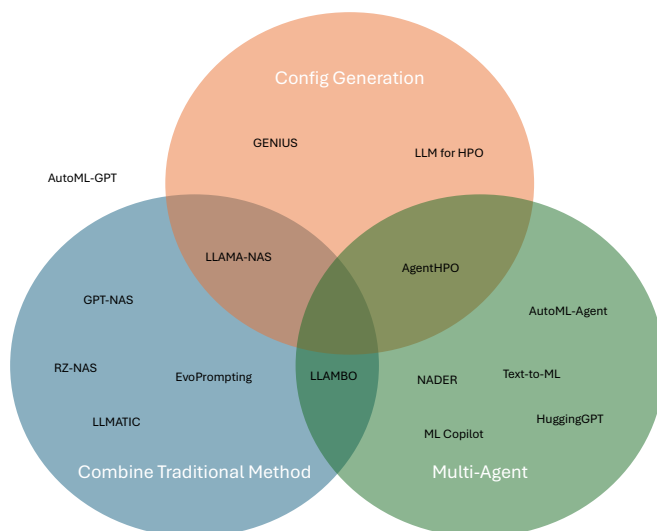 Config Generation
GENIUS
LLM for HPO
AutoML-GPT
LLAMA-NAS
AgentHPO
GPT-NAS
AutoML-Agent
RZ-NAS
EvoPrompting
LLAMBO
NADER
Text-to-ML
LLMATIC
HuggingGPT
ML Copilot
Combine Traditional Method
Multi-Agent